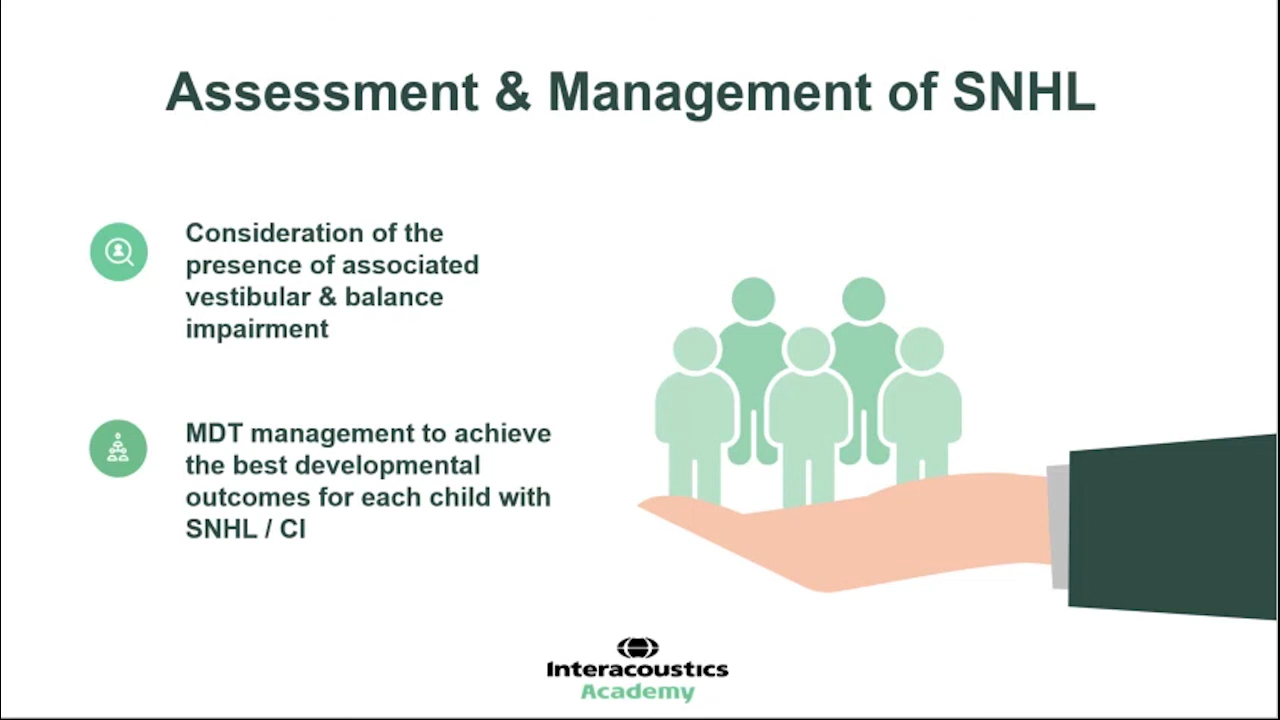 Assessment & Management of SNHL
Consideration of the
presence of associated
vestibular & balance
impairment
MDT management to achieve
the best developmental
outcomes for each child with
SNHL / CI
Interacoustics
Academy